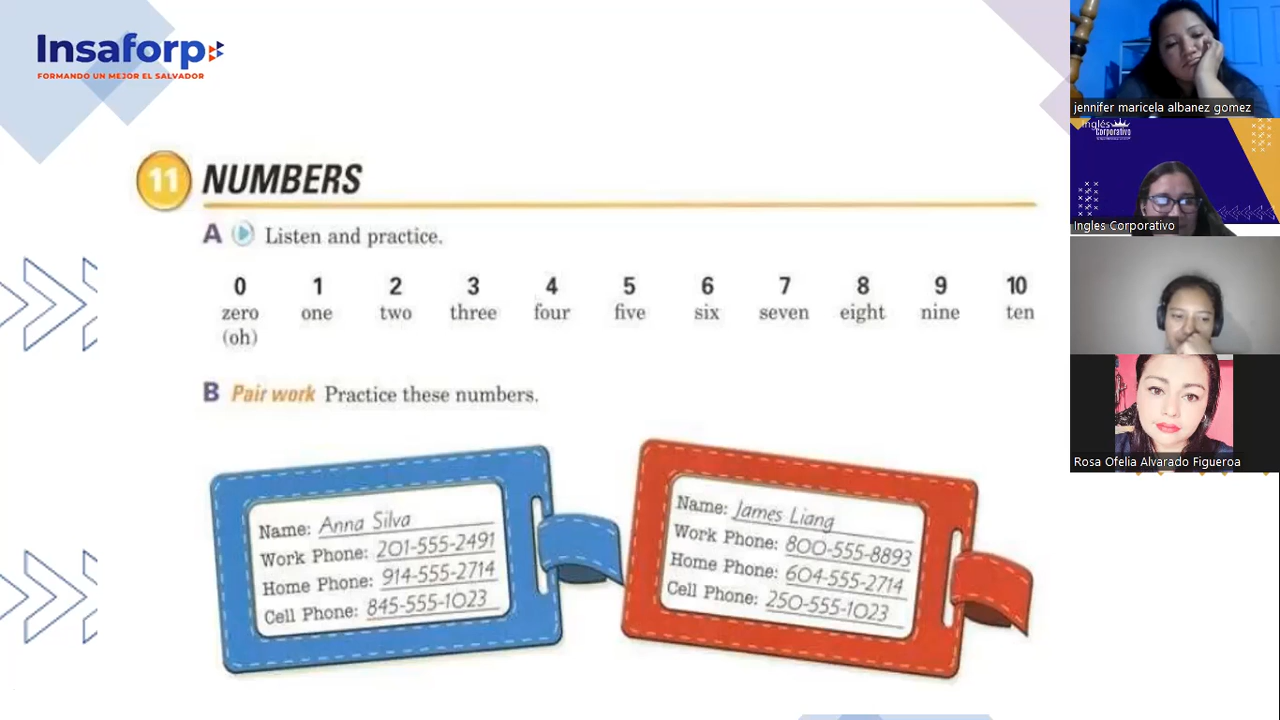 Insaforp
FORMANDO UN MEJOR EL SALVADOR
11 NUMBERS
A Listen and practice.
0 1 2 3 4 5 6 7 8 9 10
zero one two three four five six seven eight nine ten
(oh)
B Pair work Practice these numbers.
Name: Anna Silva
Work Phone: 201-555-2491
Home Phone: 914-555-2714
Cell Phone: 845-555-1023
Name: James Liang
Work Phone: 800-555-8893
Home Phone: 604-555-2714
Cell Phone: 250-555-1023
jennifer maricela albanez gomez
Inglés
Corporativo
Ingles Corporativo
Rosa Ofelia Alvarado Figueroa